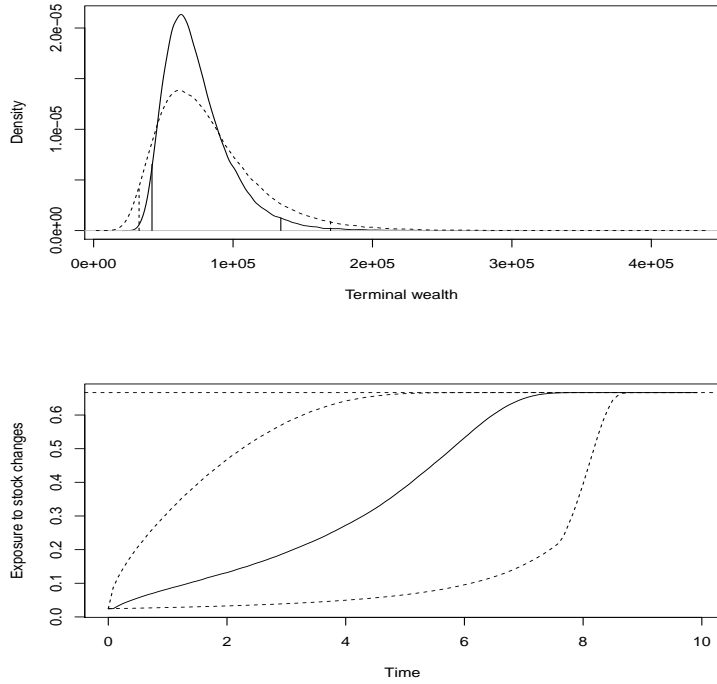 Density
2.0e-05
1.0e-05
0.0e+00
0e+00 1e+05 2e+05 3e+05 4e+05
Terminal wealth
Exposure to stock changes
0.6
0.5
0.4
0.3
0.2
0.1
0.0
0 2 4 6 8 10
Time